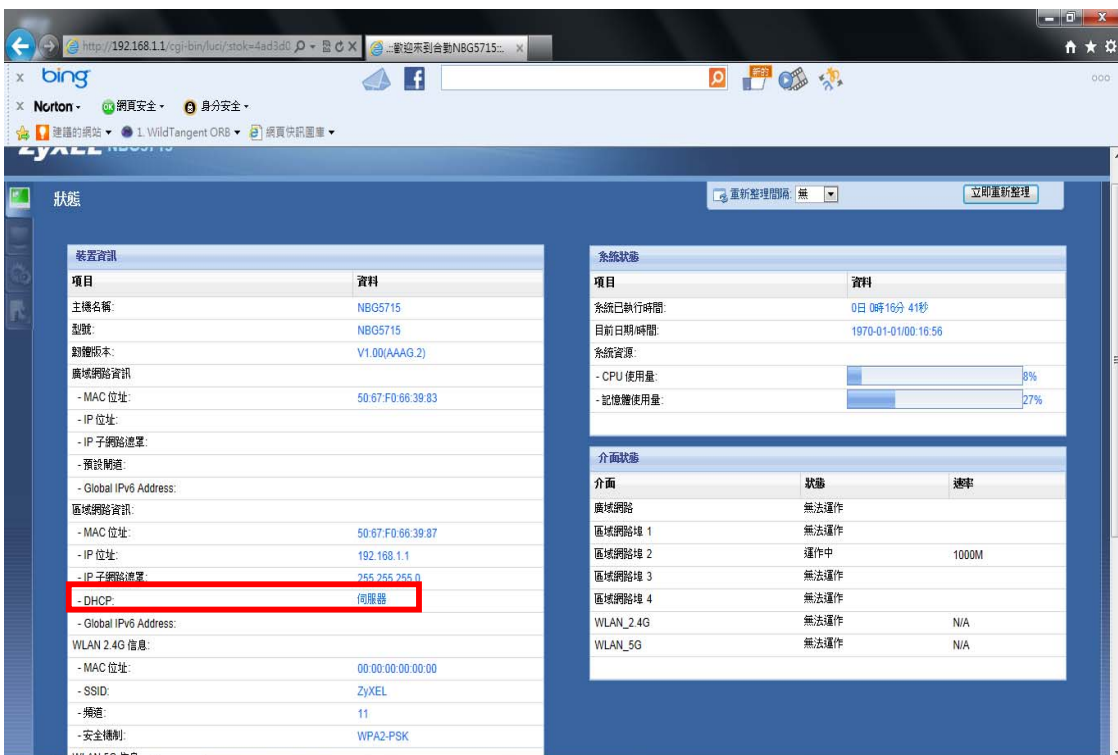 http://192.168.1.1/cgi-bin/luci/;stok=4ad3d0
.::歡迎來到合勤NBG5715::.
bing
新的
Norton
網頁安全
身分安全
建議的網站
1. WildTangent ORB
網頁快訊圖庫
ZyXEL NBG5715
狀態
重新整理間隔: 無
立即重新整理
裝置資訊
項目 資料
主機名稱: NBG5715
型號: NBG5715
韌體版本: V1.00(AAAG.2)
廣域網路資訊
- MAC 位址: 50:67:F0:66:39:83
- IP 位址:
- IP 子網路遮罩:
- 預設閘道:
- Global IPv6 Address:
區域網路資訊:
- MAC 位址: 50:67:F0:66:39:87
- IP 位址: 192.168.1.1
- IP 子網路遮罩: 255.255.255.0
- DHCP: 伺服器
- Global IPv6 Address:
WLAN 2.4G 信息:
- MAC 位址: 00:00:00:00:00:00
- SSID: ZyXEL
- 頻道: 11
- 安全機制: WPA2-PSK
WLAN 5G 信息:
系統狀態
項目 資料
系統已執行時間: 0日 0時16分 41秒
目前日期/時間: 1970-01-01/00:16:56
系統資源:
- CPU 使用量: 8%
- 記憶體使用量: 27%
介面狀態
介面 狀態 速率
廣域網路 無法運作
區域網路埠 1 無法運作
區域網路埠 2 運作中 1000M
區域網路埠 3 無法運作
區域網路埠 4 無法運作
WLAN_2.4G 無法運作 N/A
WLAN_5G 無法運作 N/A